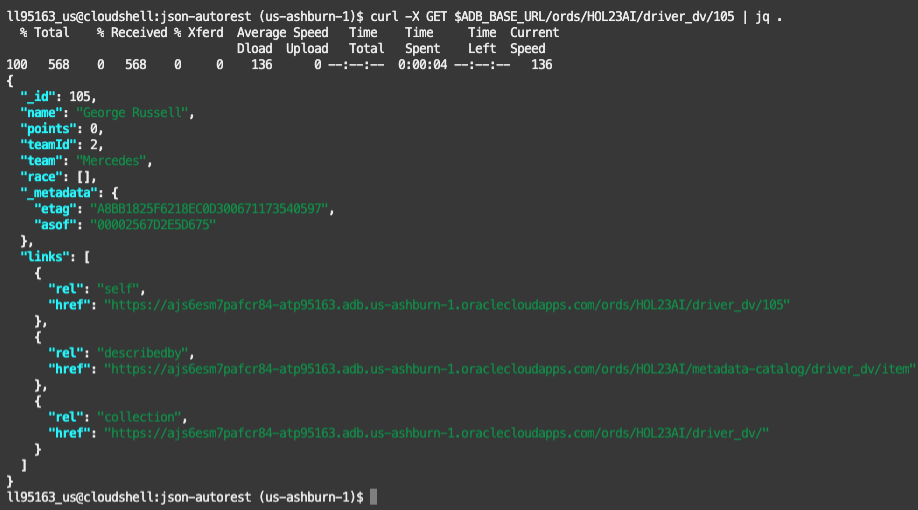 ll95163_us@cloudshell:json-autorest (us-ashburn-1)$ curl -X GET $ADB_BASE_URL/ords/HOL23AI/driver_dv/105 | jq .
  % Total    % Received % Xferd  Average Speed   Time    Time     Time  Current
                                 Dload  Upload   Total   Spent    Left  Speed
100   568    0   568    0     0    136      0 --:--:--  0:00:04 --:--:--   136
{
  "_id": 105,
  "name": "George Russell",
  "points": 0,
  "teamId": 2,
  "team": "Mercedes",
  "race": [],
  "_metadata": {
    "etag": "A8BB1825F6218EC0D300671173540597",
    "asof": "00002567D2E5D675"
  },
  "links": [
    {
      "rel": "self",
      "href": "https://ajs6esm7pafcr84-atp95163.adb.us-ashburn-1.oraclecloudapps.com/ords/HOL23AI/driver_dv/105"
    },
    {
      "rel": "describedby",
      "href": "https://ajs6esm7pafcr84-atp95163.adb.us-ashburn-1.oraclecloudapps.com/ords/HOL23AI/metadata-catalog/driver_dv/item"
    },
    {
      "rel": "collection",
      "href": "https://ajs6esm7pafcr84-atp95163.adb.us-ashburn-1.oraclecloudapps.com/ords/HOL23AI/driver_dv/"
    }
  ]
}
ll95163_us@cloudshell:json-autorest (us-ashburn-1)$